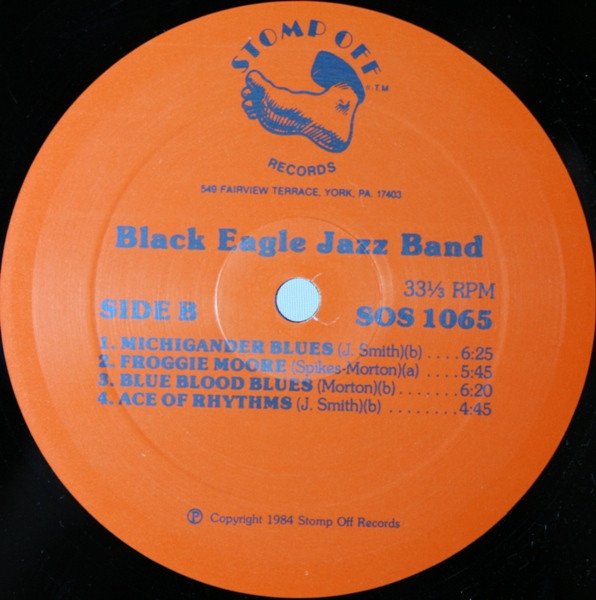 STOMP OFF
T.M.
RECORDS
549 FAIRVIEW TERRACE, YORK, PA. 17403
Black Eagle Jazz Band
33⅓ RPM
SIDE B SOS 1065
1. MICHIGANDER BLUES (J. Smith)(b) ....6:25
2. FROGGIE MOORE (Spikes-Morton)(a) ....5:45
3. BLUE BLOOD BLUES (Morton)(b).......6:20
4. ACE OF RHYTHMS (J. Smith)(b) ........4:45
Ⓟ Copyright 1984 Stomp Off Records